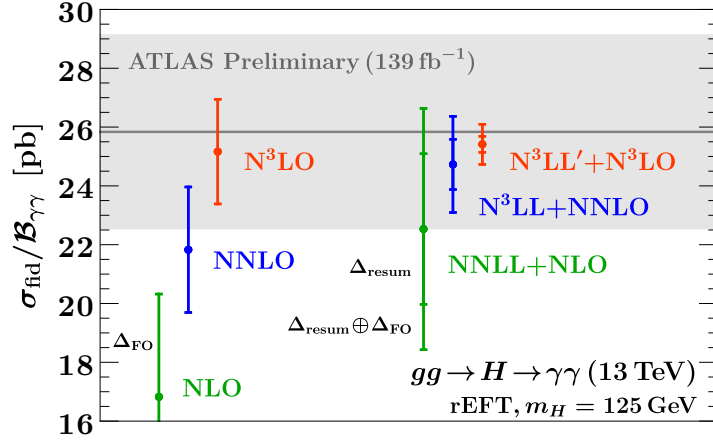 30
28
26
24
22
20
18
16
σ_fid/𝓑_γγ [pb]
ATLAS Preliminary (139 fb⁻¹)
N³LO
N³LL′+N³LO
N³LL+NNLO
NNLO
NNLL+NLO
Δ_resum
Δ_resum⊕Δ_FO
Δ_FO
NLO
gg→H→γγ (13 TeV)
rEFT, m_H = 125 GeV